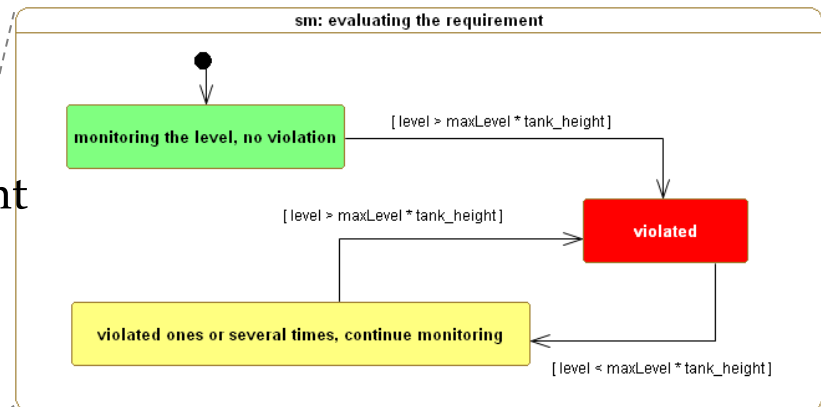 sm: evaluating the requirement
[ level > maxLevel * tank_height ]
monitoring the level, no violation
nt
[ level > maxLevel * tank_height ]
violated
violated ones or several times, continue monitoring
[ level < maxLevel * tank_height ]